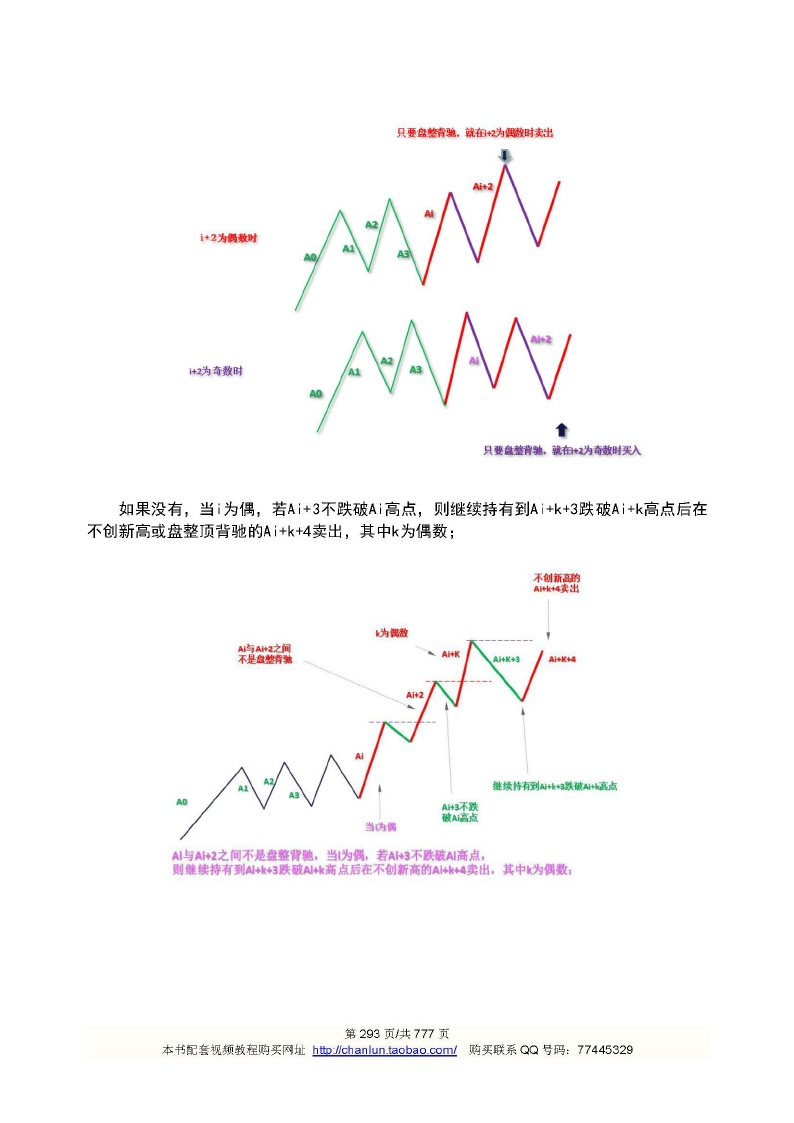 只要盘整背驰，就在i+2为偶数时卖出
Ai+2
Ai
A2
i+2为偶数时
A1
A0
A3
Ai+2
Ai
i+2为奇数时
A2
A1
A3
A0
只要盘整背驰，就在i+2为奇数时买入
如果没有，当i为偶，若Ai+3不跌破Ai高点，则继续持有到Ai+k+3跌破Ai+k高点后在
不创新高或盘整顶背驰的Ai+k+4卖出，其中k为偶数；
不创新高的
Ai+k+4卖出
k为偶数
Ai与Ai+2之间
不是盘整背驰
Ai+K
Ai+K+3
Ai+K+4
Ai+2
Ai
A2
A1
A3
A0
继续持有到Ai+k+3跌破Ai+k高点
Ai+3不跌
破Ai高点
当i为偶
Ai与Ai+2之间不是盘整背驰，当i为偶，若Ai+3不跌破Ai高点，
则继续持有到Ai+k+3跌破Ai+k高点后在不创新高的Ai+k+4卖出，其中k为偶数；
第 293 页/共 777 页
本书配套视频教程购买网址 http://chanlun.taobao.com/ 购买联系 QQ 号码：77445329